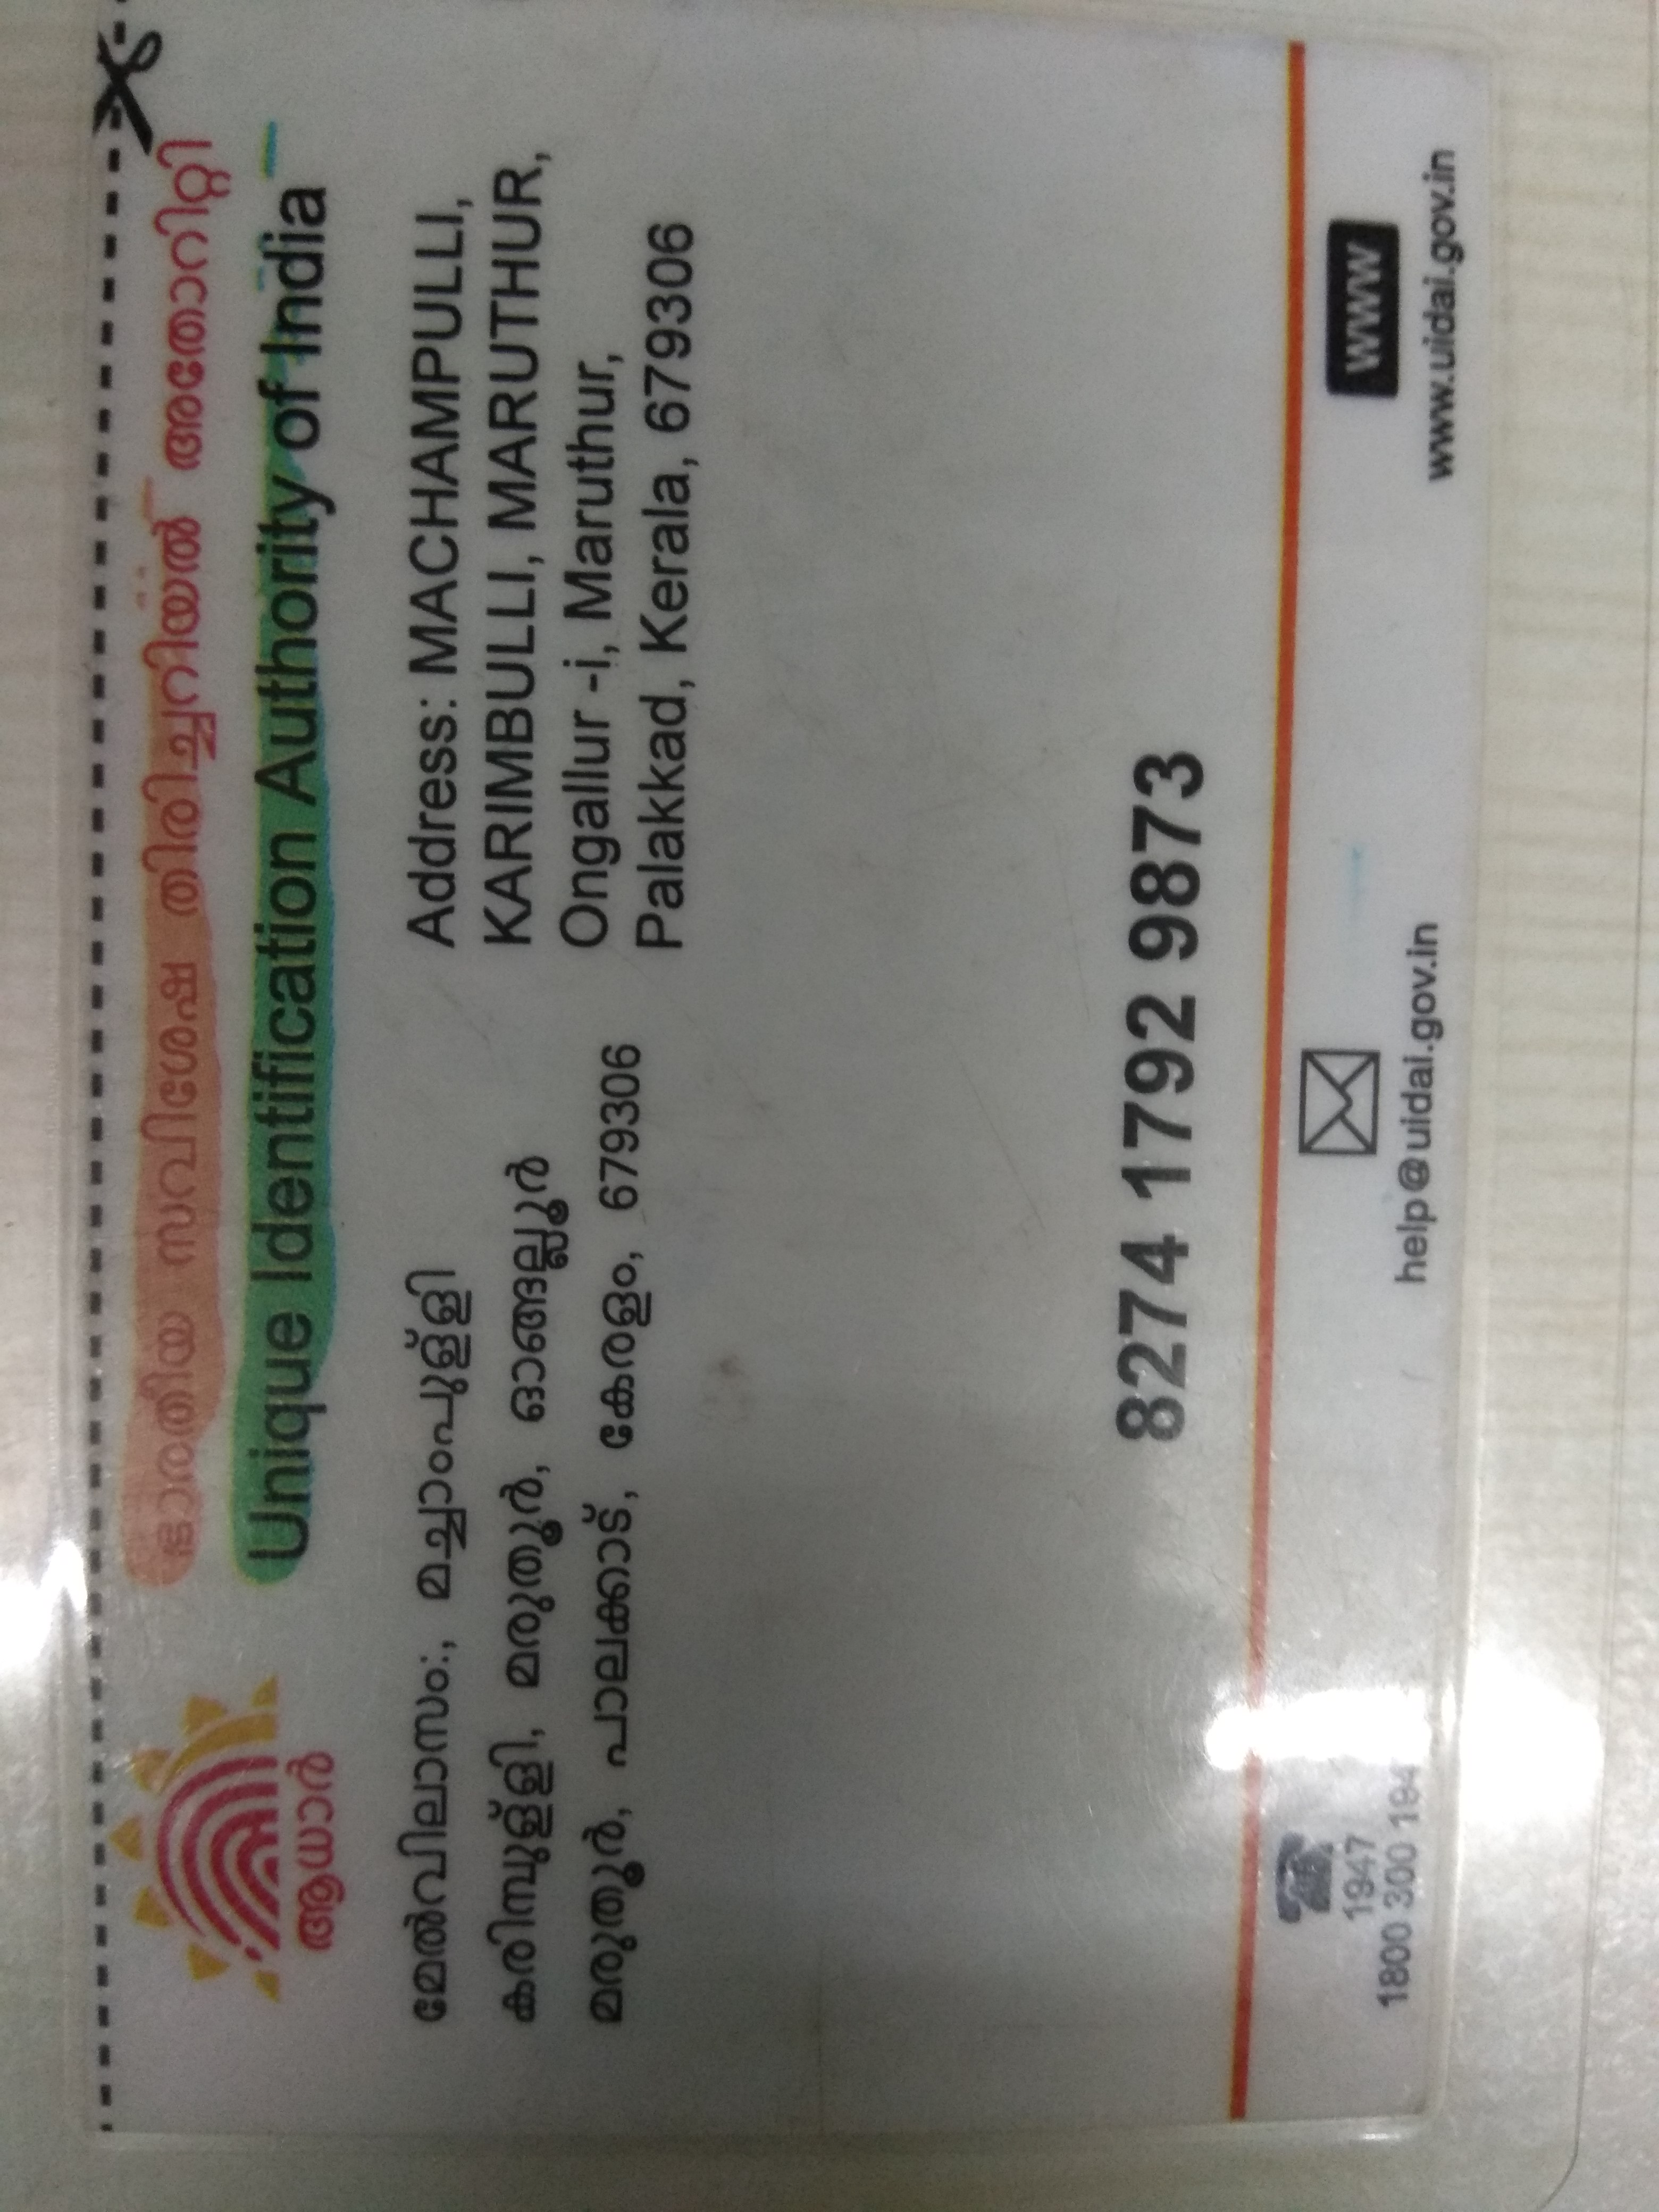 ഭാരതീയ സവിശേഷ തിരിച്ചറിയൽ അതോറിറ്റി
Unique Identification Authority of India
ആധാർ
മേൽവിലാസം:, മച്ചാംപുള്ളി
കരിമ്പുള്ളി, മരുതൂർ, ഓങ്ങല്ലൂർ
മരുതൂർ, പാലക്കാട്, കേരളം, 679306
Address: MACHAMPULLI,
KARIMBULLI, MARUTHUR,
Ongallur -i, Maruthur,
Palakkad, Kerala, 679306
8274 1792 9873
1947
1800 300 194
help@uidai.gov.in
www
www.uidai.gov.in